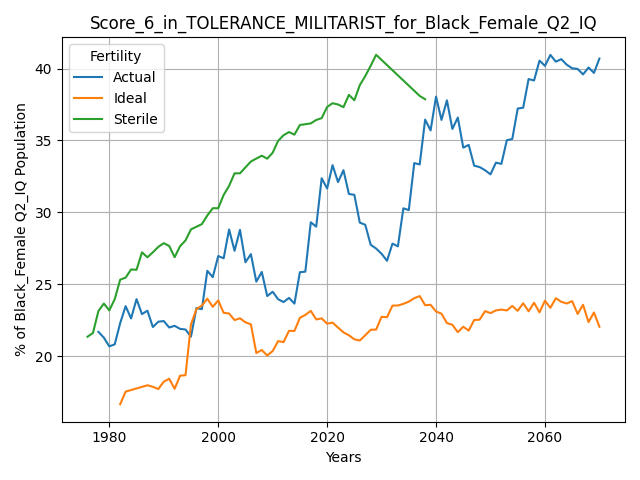 Score_6_in_TOLERANCE_MILITARIST_for_Black_Female_Q2_IQ
Fertility
Actual
Ideal
Sterile
% of Black_Female Q2_IQ Population
40
35
30
25
20
1980
2000
2020
2040
2060
Years